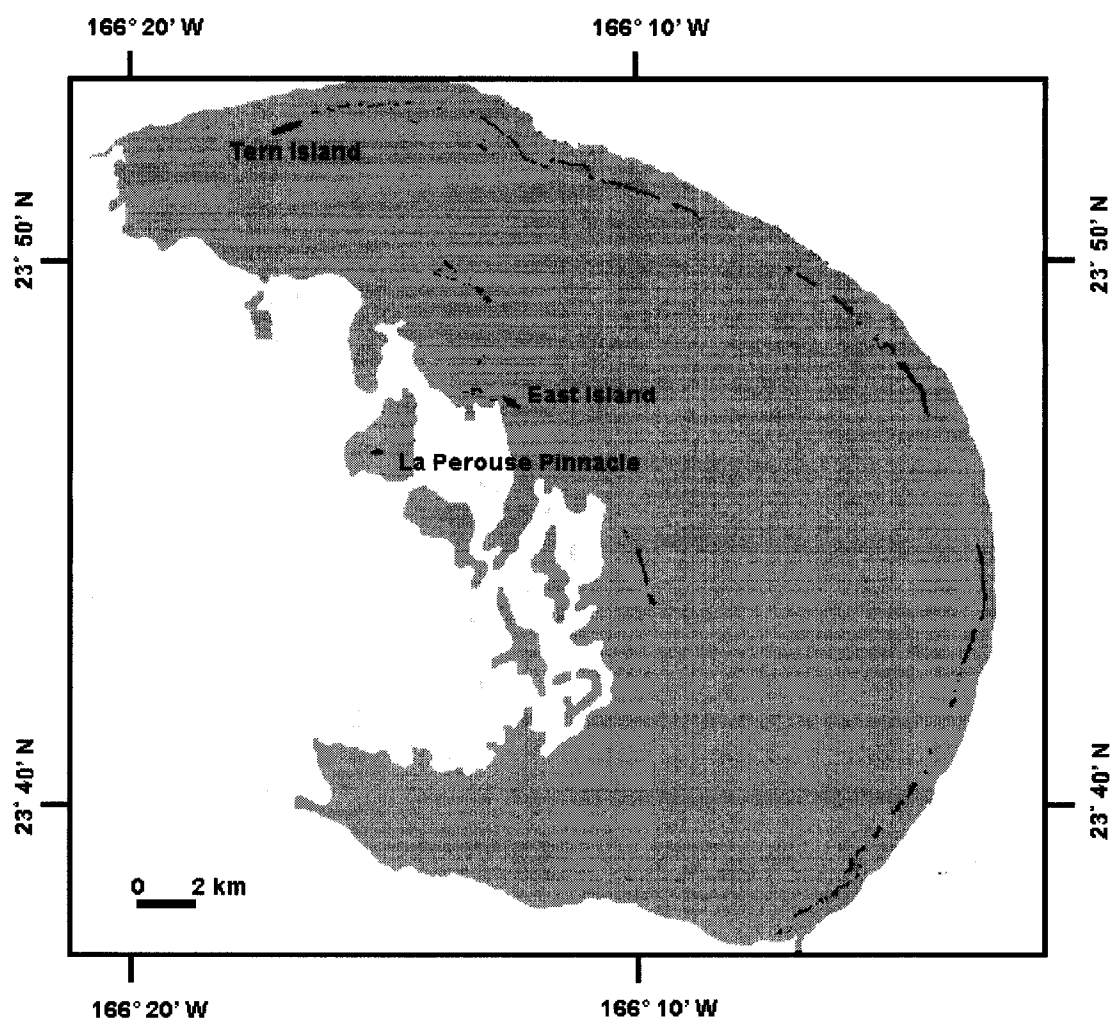 166° 20' W 166° 10' W
Tern Island
23° 50' N 23° 50' N
East Island
La Perouse Pinnacle
23° 40' N 23° 40' N
0 2 km
166° 20' W 166° 10' W